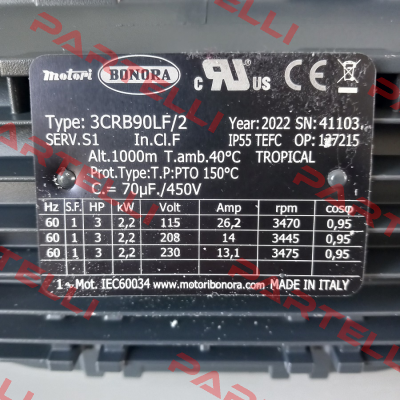 motori BONORA c RU US CE
Type: 3CRB90LF/2 Year:2022 SN:41103
SERV.S1 In.Cl.F IP55 TEFC OP:127215
Alt.1000m T.amb.40°C TROPICAL
Prot.Type:T.P:PTO 150°C
C = 70µF./450V
Hz S.F. HP kW Volt Amp rpm cosφ
60 1 3 2,2 115 26,2 3470 0,95
60 1 3 2,2 208 14 3445 0,95
60 1 3 2,2 230 13,1 3475 0,95
1~Mot. IEC60034 www.motoribonora.com MADE IN ITALY
PARTELLI